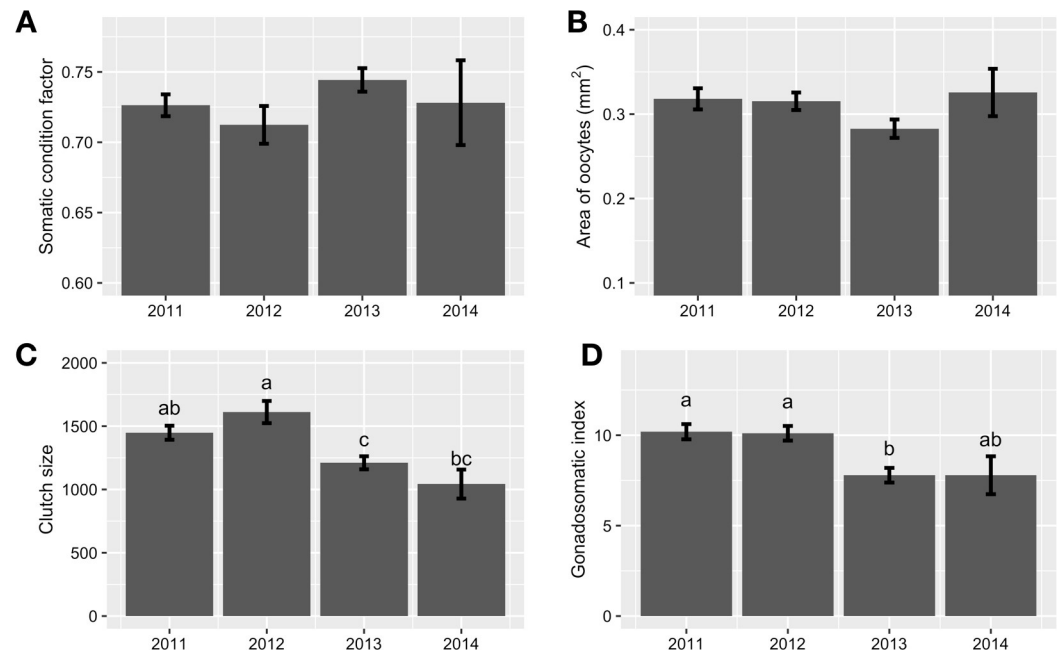 A
Somatic condition factor
0.75
0.70
0.65
0.60
2011 2012 2013 2014
B
Area of oocytes (mm²)
0.4
0.3
0.2
0.1
2011 2012 2013 2014
C
Clutch size
2000
1500
1000
500
0
ab a c bc
2011 2012 2013 2014
D
Gonadosomatic index
10
5
0
a a b ab
2011 2012 2013 2014